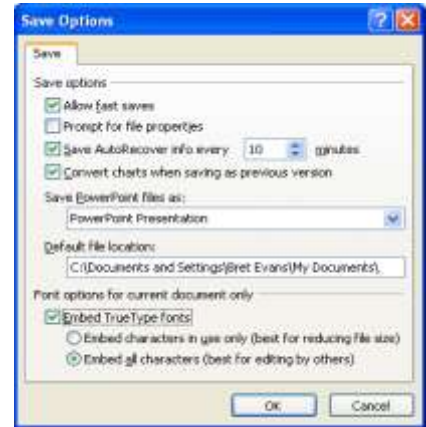 Save Options
Save
Save options
Allow fast saves
Prompt for file properties
Save AutoRecover info every 10 minutes
Convert charts when saving as previous version
Save PowerPoint files as:
PowerPoint Presentation
Default file location:
C:\Documents and Settings\Bret Evans\My Documents\
Font options for current document only
Embed TrueType fonts
Embed characters in use only (best for reducing file size)
Embed all characters (best for editing by others)
OK Cancel